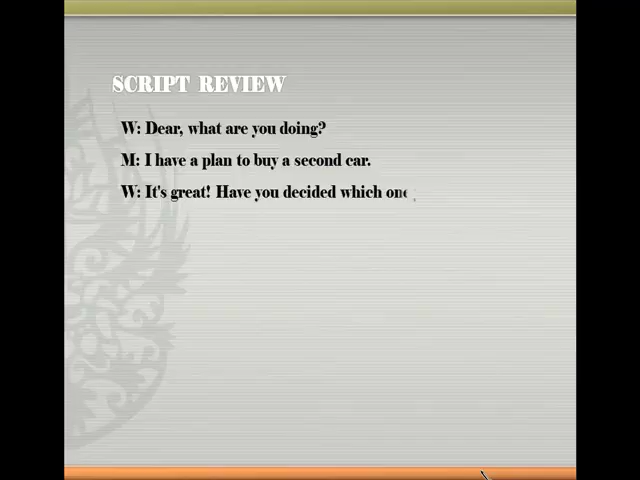 SCRIPT REVIEW
W: Dear, what are you doing?
M: I have a plan to buy a second car.
W: It's great! Have you decided which one